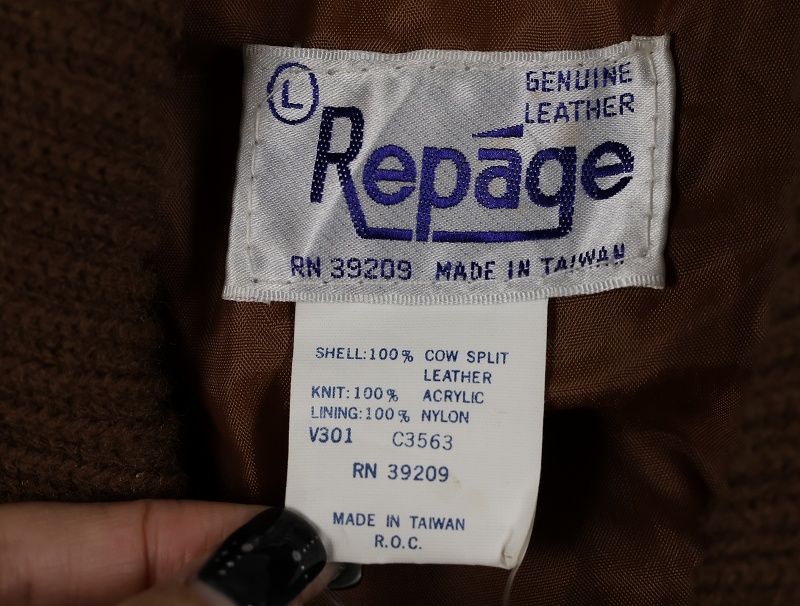 L
GENUINE
LEATHER
Repage
RN 39209 MADE IN TAIWAN
SHELL:100% COW SPLIT
LEATHER
KNIT:100% ACRYLIC
LINING:100% NYLON
V301 C3563
RN 39209
MADE IN TAIWAN
R.O.C.